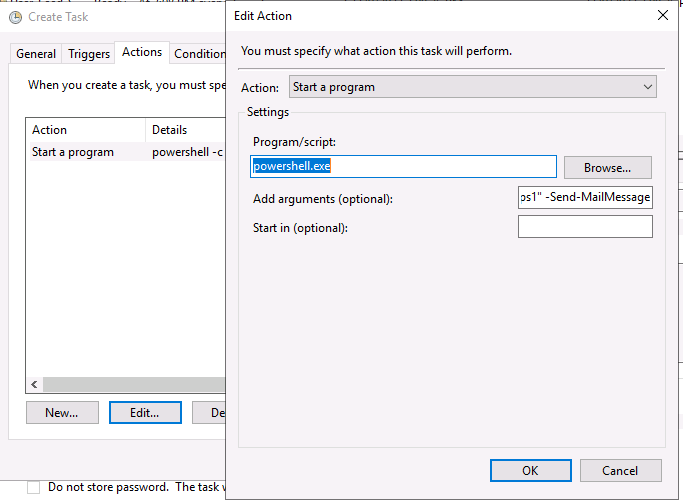 Create Task
General Triggers Actions Condition
When you create a task, you must spe
Action Details
Start a program powershell -c
New... Edit... De
Do not store password. The task w
Edit Action
You must specify what action this task will perform.
Action: Start a program
Settings
Program/script:
powershell.exe Browse...
Add arguments (optional): ps1" -Send-MailMessage
Start in (optional):
OK Cancel